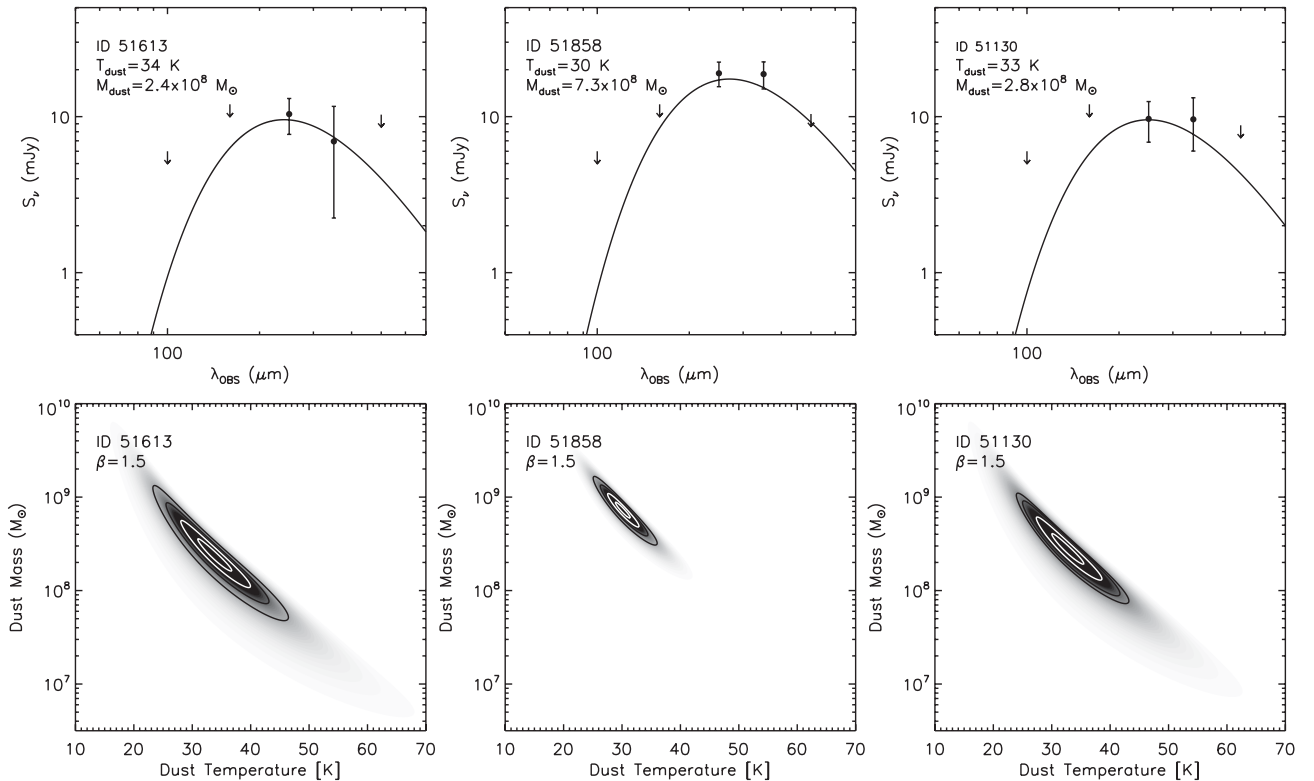 ID 51613
T_dust=34 K
M_dust=2.4x10^8 M_⊙
10
1
S_ν (mJy)
100
λ_OBS (μm)
ID 51858
T_dust=30 K
M_dust=7.3x10^8 M_⊙
10
1
S_ν (mJy)
100
λ_OBS (μm)
ID 51130
T_dust=33 K
M_dust=2.8x10^8 M_⊙
10
1
S_ν (mJy)
100
λ_OBS (μm)
ID 51613
β=1.5
10^10
10^9
10^8
10^7
Dust Mass (M_⊙)
10 20 30 40 50 60 70
Dust Temperature [K]
ID 51858
β=1.5
10^10
10^9
10^8
10^7
Dust Mass (M_⊙)
10 20 30 40 50 60 70
Dust Temperature [K]
ID 51130
β=1.5
10^10
10^9
10^8
10^7
Dust Mass (M_⊙)
10 20 30 40 50 60 70
Dust Temperature [K]